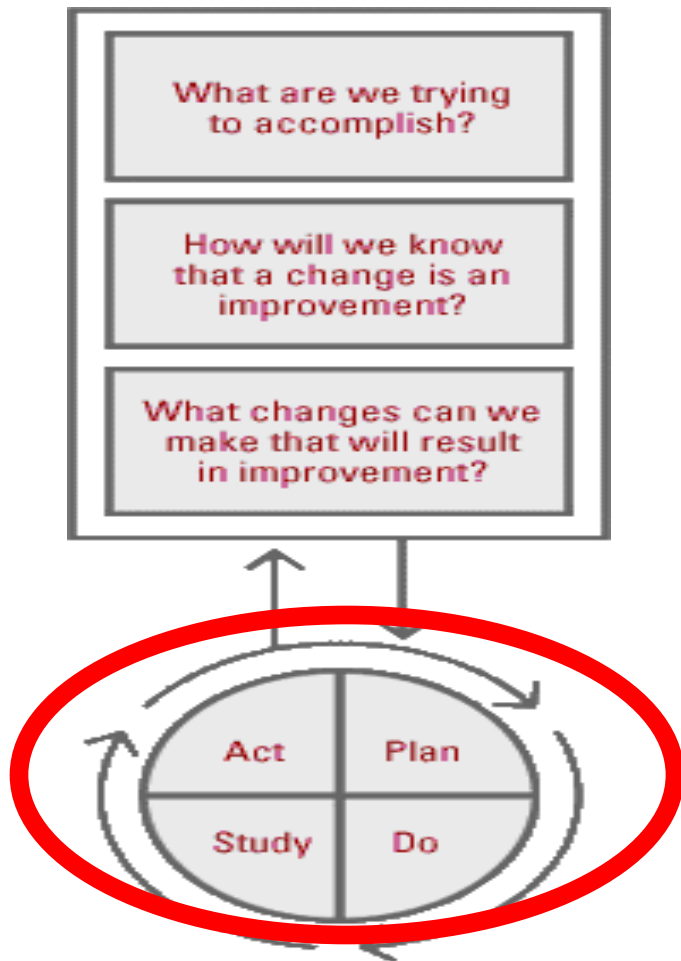 What are we trying
to accomplish?
How will we know
that a change is an
improvement?
What changes can we
make that will result
in improvement?
Act Plan
Study Do